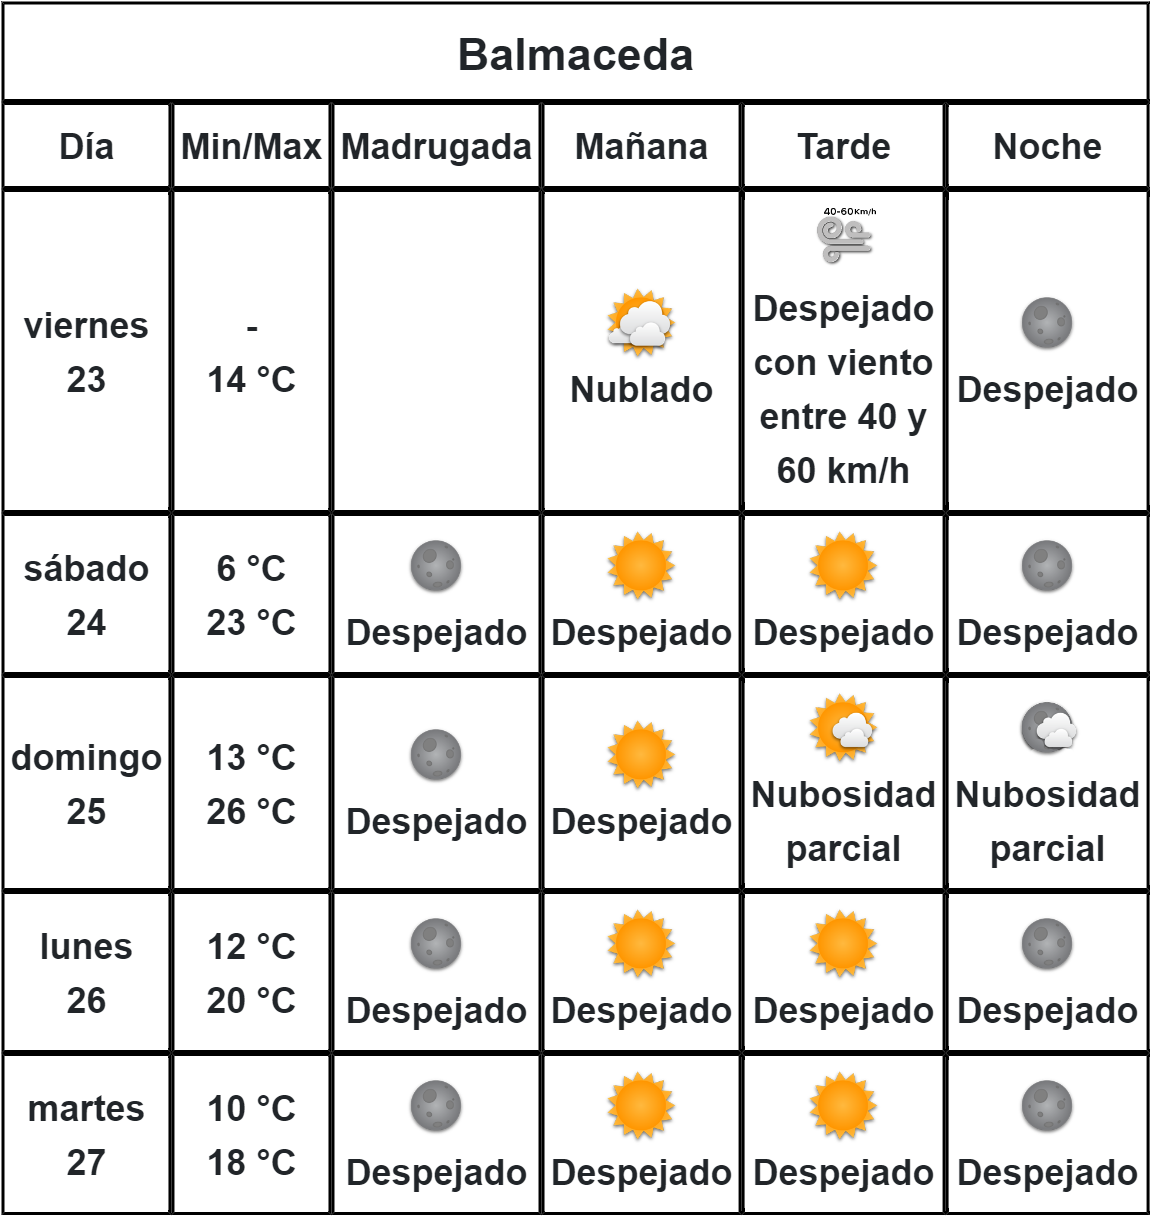 Balmaceda
Día Min/Max Madrugada Mañana Tarde Noche
viernes
23
-
14 °C
Nublado
40-60Km/h
Despejado
con viento
entre 40 y
60 km/h
Despejado
sábado
24
6 °C
23 °C
Despejado
Despejado
Despejado
Despejado
domingo
25
13 °C
26 °C
Despejado
Despejado
Nubosidad
parcial
Nubosidad
parcial
lunes
26
12 °C
20 °C
Despejado
Despejado
Despejado
Despejado
martes
27
10 °C
18 °C
Despejado
Despejado
Despejado
Despejado